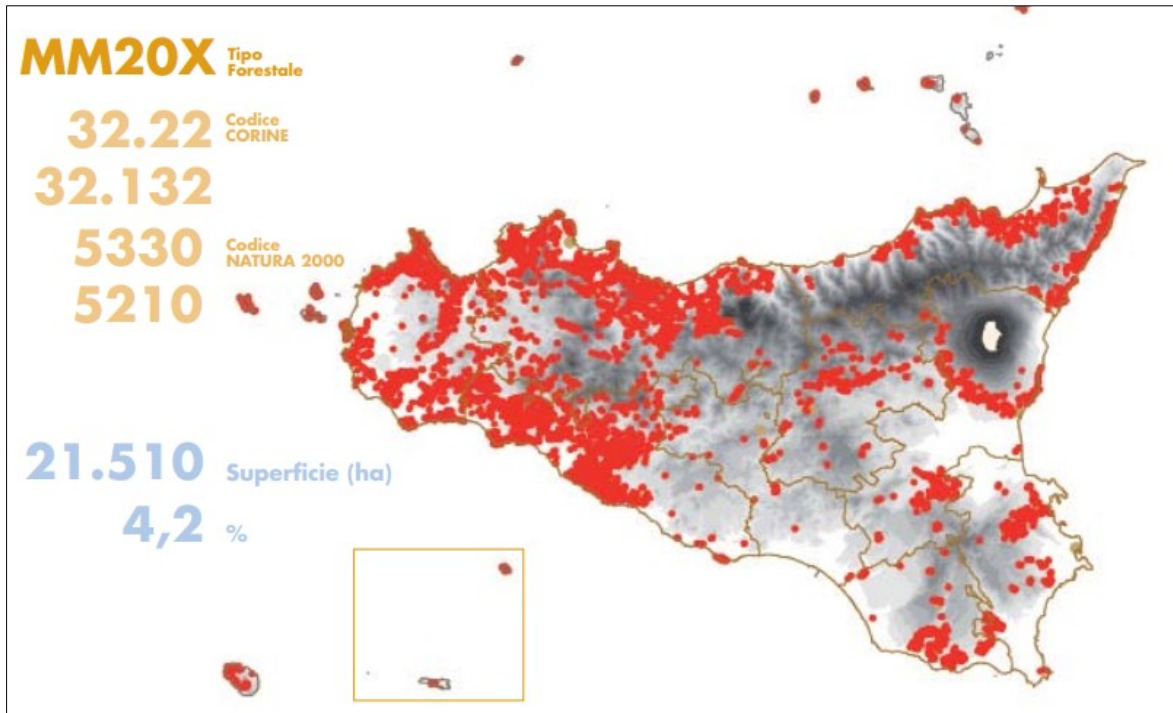 MM20X Tipo
Forestale
32.22 Codice
CORINE
32.132
5330 Codice
NATURA 2000
5210
21.510 Superficie (ha)
4,2 %